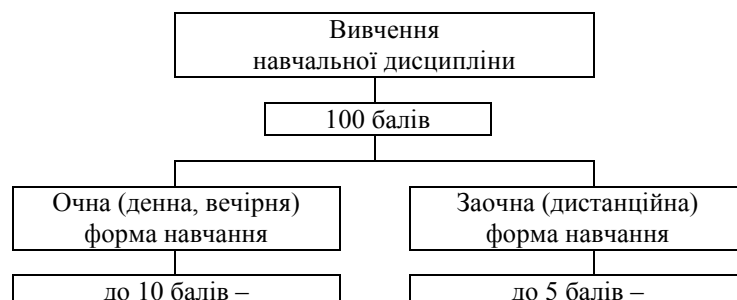 Вивчення
навчальної дисципліни
100 балів
Очна (денна, вечірня)
форма навчання
Заочна (дистанційна)
форма навчання
до 10 балів –
до 5 балів –